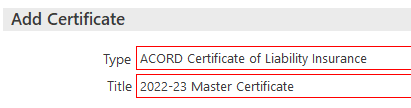 Add Certificate
Type ACORD Certificate of Liability Insurance
Title 2022-23 Master Certificate